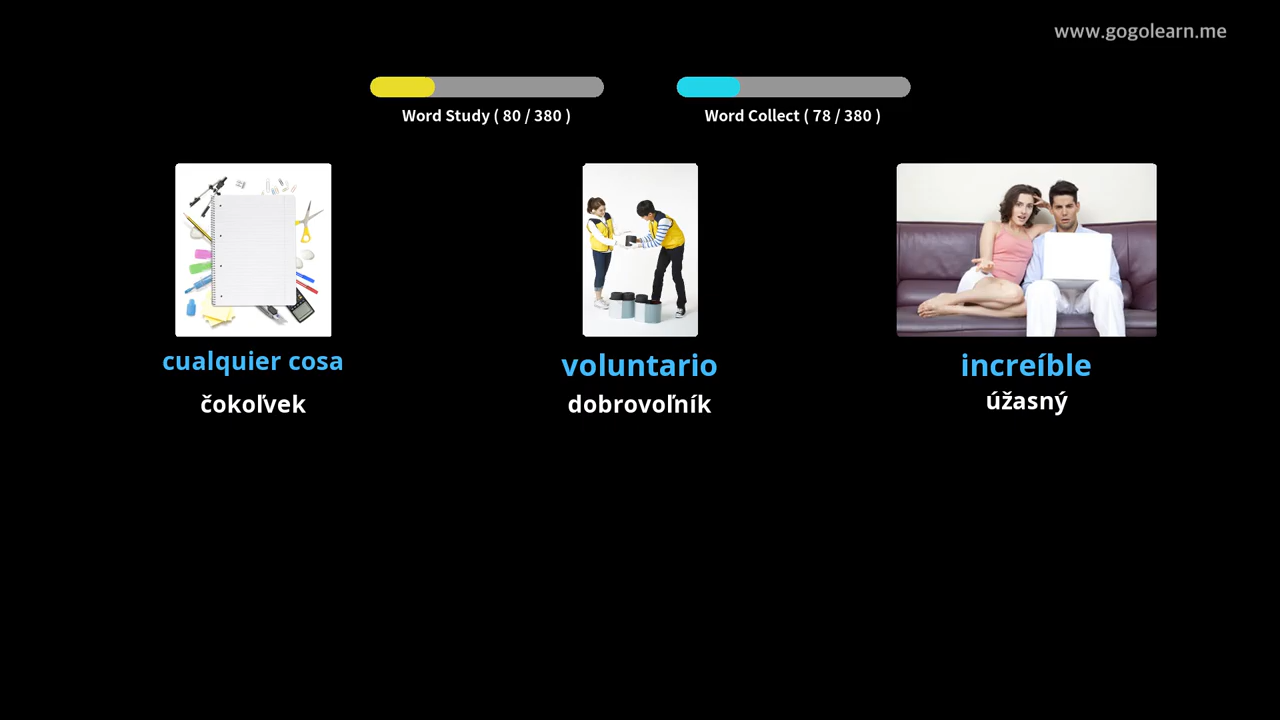 www.gogolearn.me
Word Study ( 80 / 380 )
Word Collect ( 78 / 380 )
cualquier cosa
čokoľvek
voluntario
dobrovoľník
increíble
úžasný